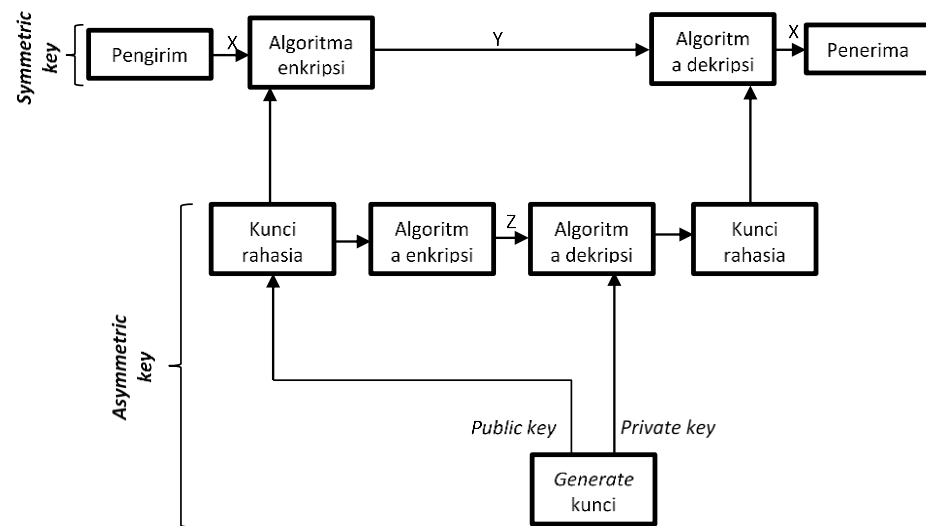 Symmetric
key
Pengirim
X
Algoritma
enkripsi
Y
Algoritm
a dekripsi
X
Penerima
Asymmetric
key
Kunci
rahasia
Algoritm
a enkripsi
Z
Algoritm
a dekripsi
Kunci
rahasia
Public key
Private key
Generate
kunci